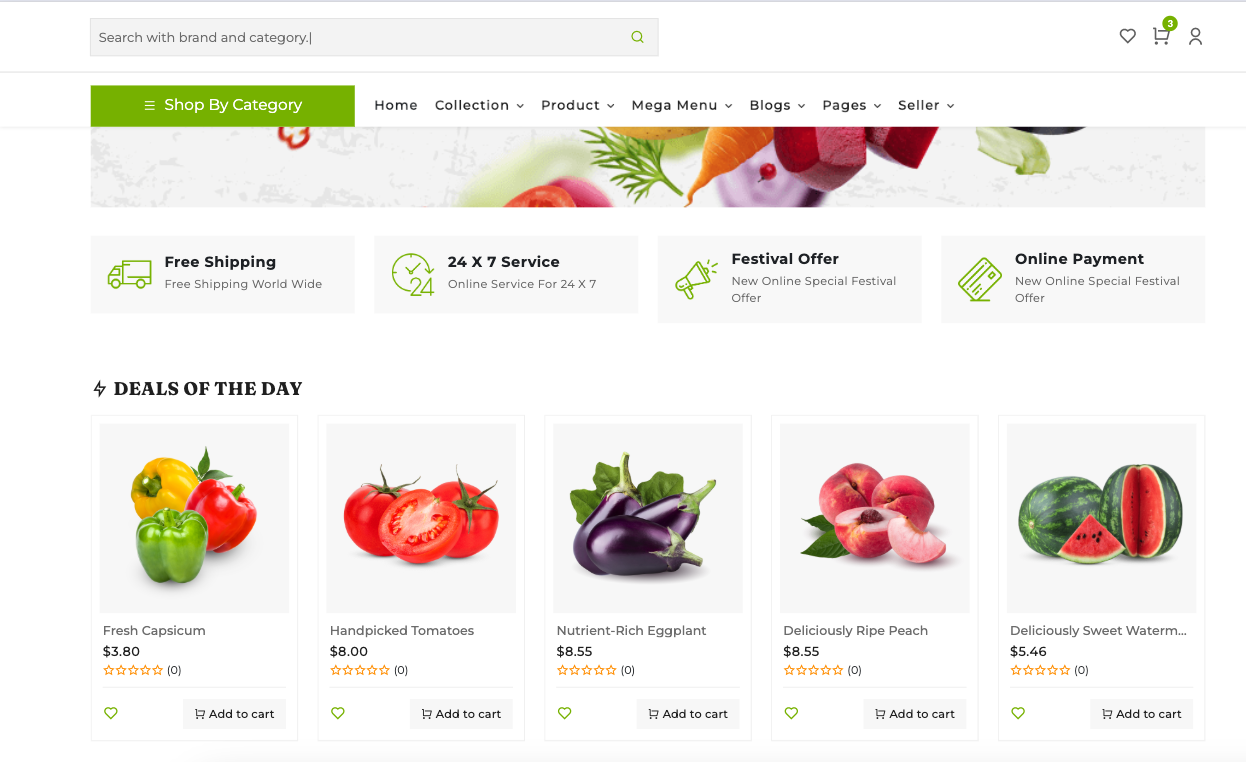 Search with brand and category.|
3
Shop By Category
Home Collection Product Mega Menu Blogs Pages Seller
Free Shipping
Free Shipping World Wide
24
24 X 7 Service
Online Service For 24 X 7
Festival Offer
New Online Special Festival
Offer
Online Payment
New Online Special Festival
Offer
DEALS OF THE DAY
Fresh Capsicum
$3.80
(0)
Add to cart
Handpicked Tomatoes
$8.00
(0)
Add to cart
Nutrient-Rich Eggplant
$8.55
(0)
Add to cart
Deliciously Ripe Peach
$8.55
(0)
Add to cart
Deliciously Sweet Waterm...
$5.46
(0)
Add to cart